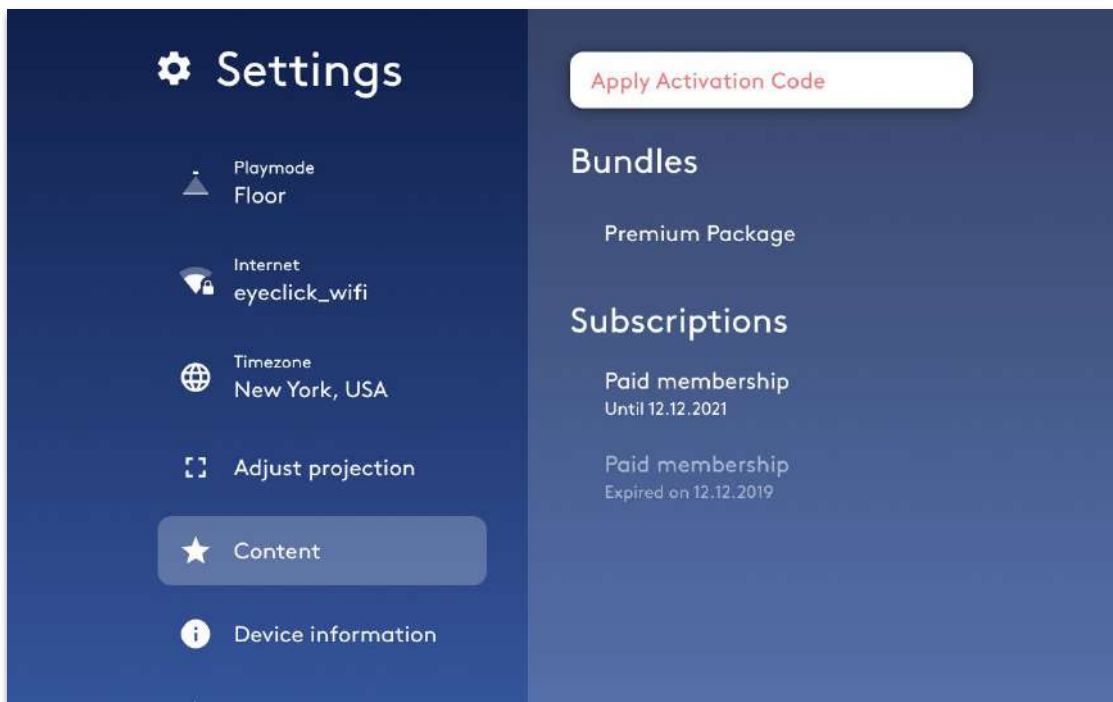 Settings
Playmode
Floor
Internet
eyeclick_wifi
Timezone
New York, USA
Adjust projection
Content
Device information
Apply Activation Code
Bundles
Premium Package
Subscriptions
Paid membership
Until 12.12.2021
Paid membership
Expired on 12.12.2019